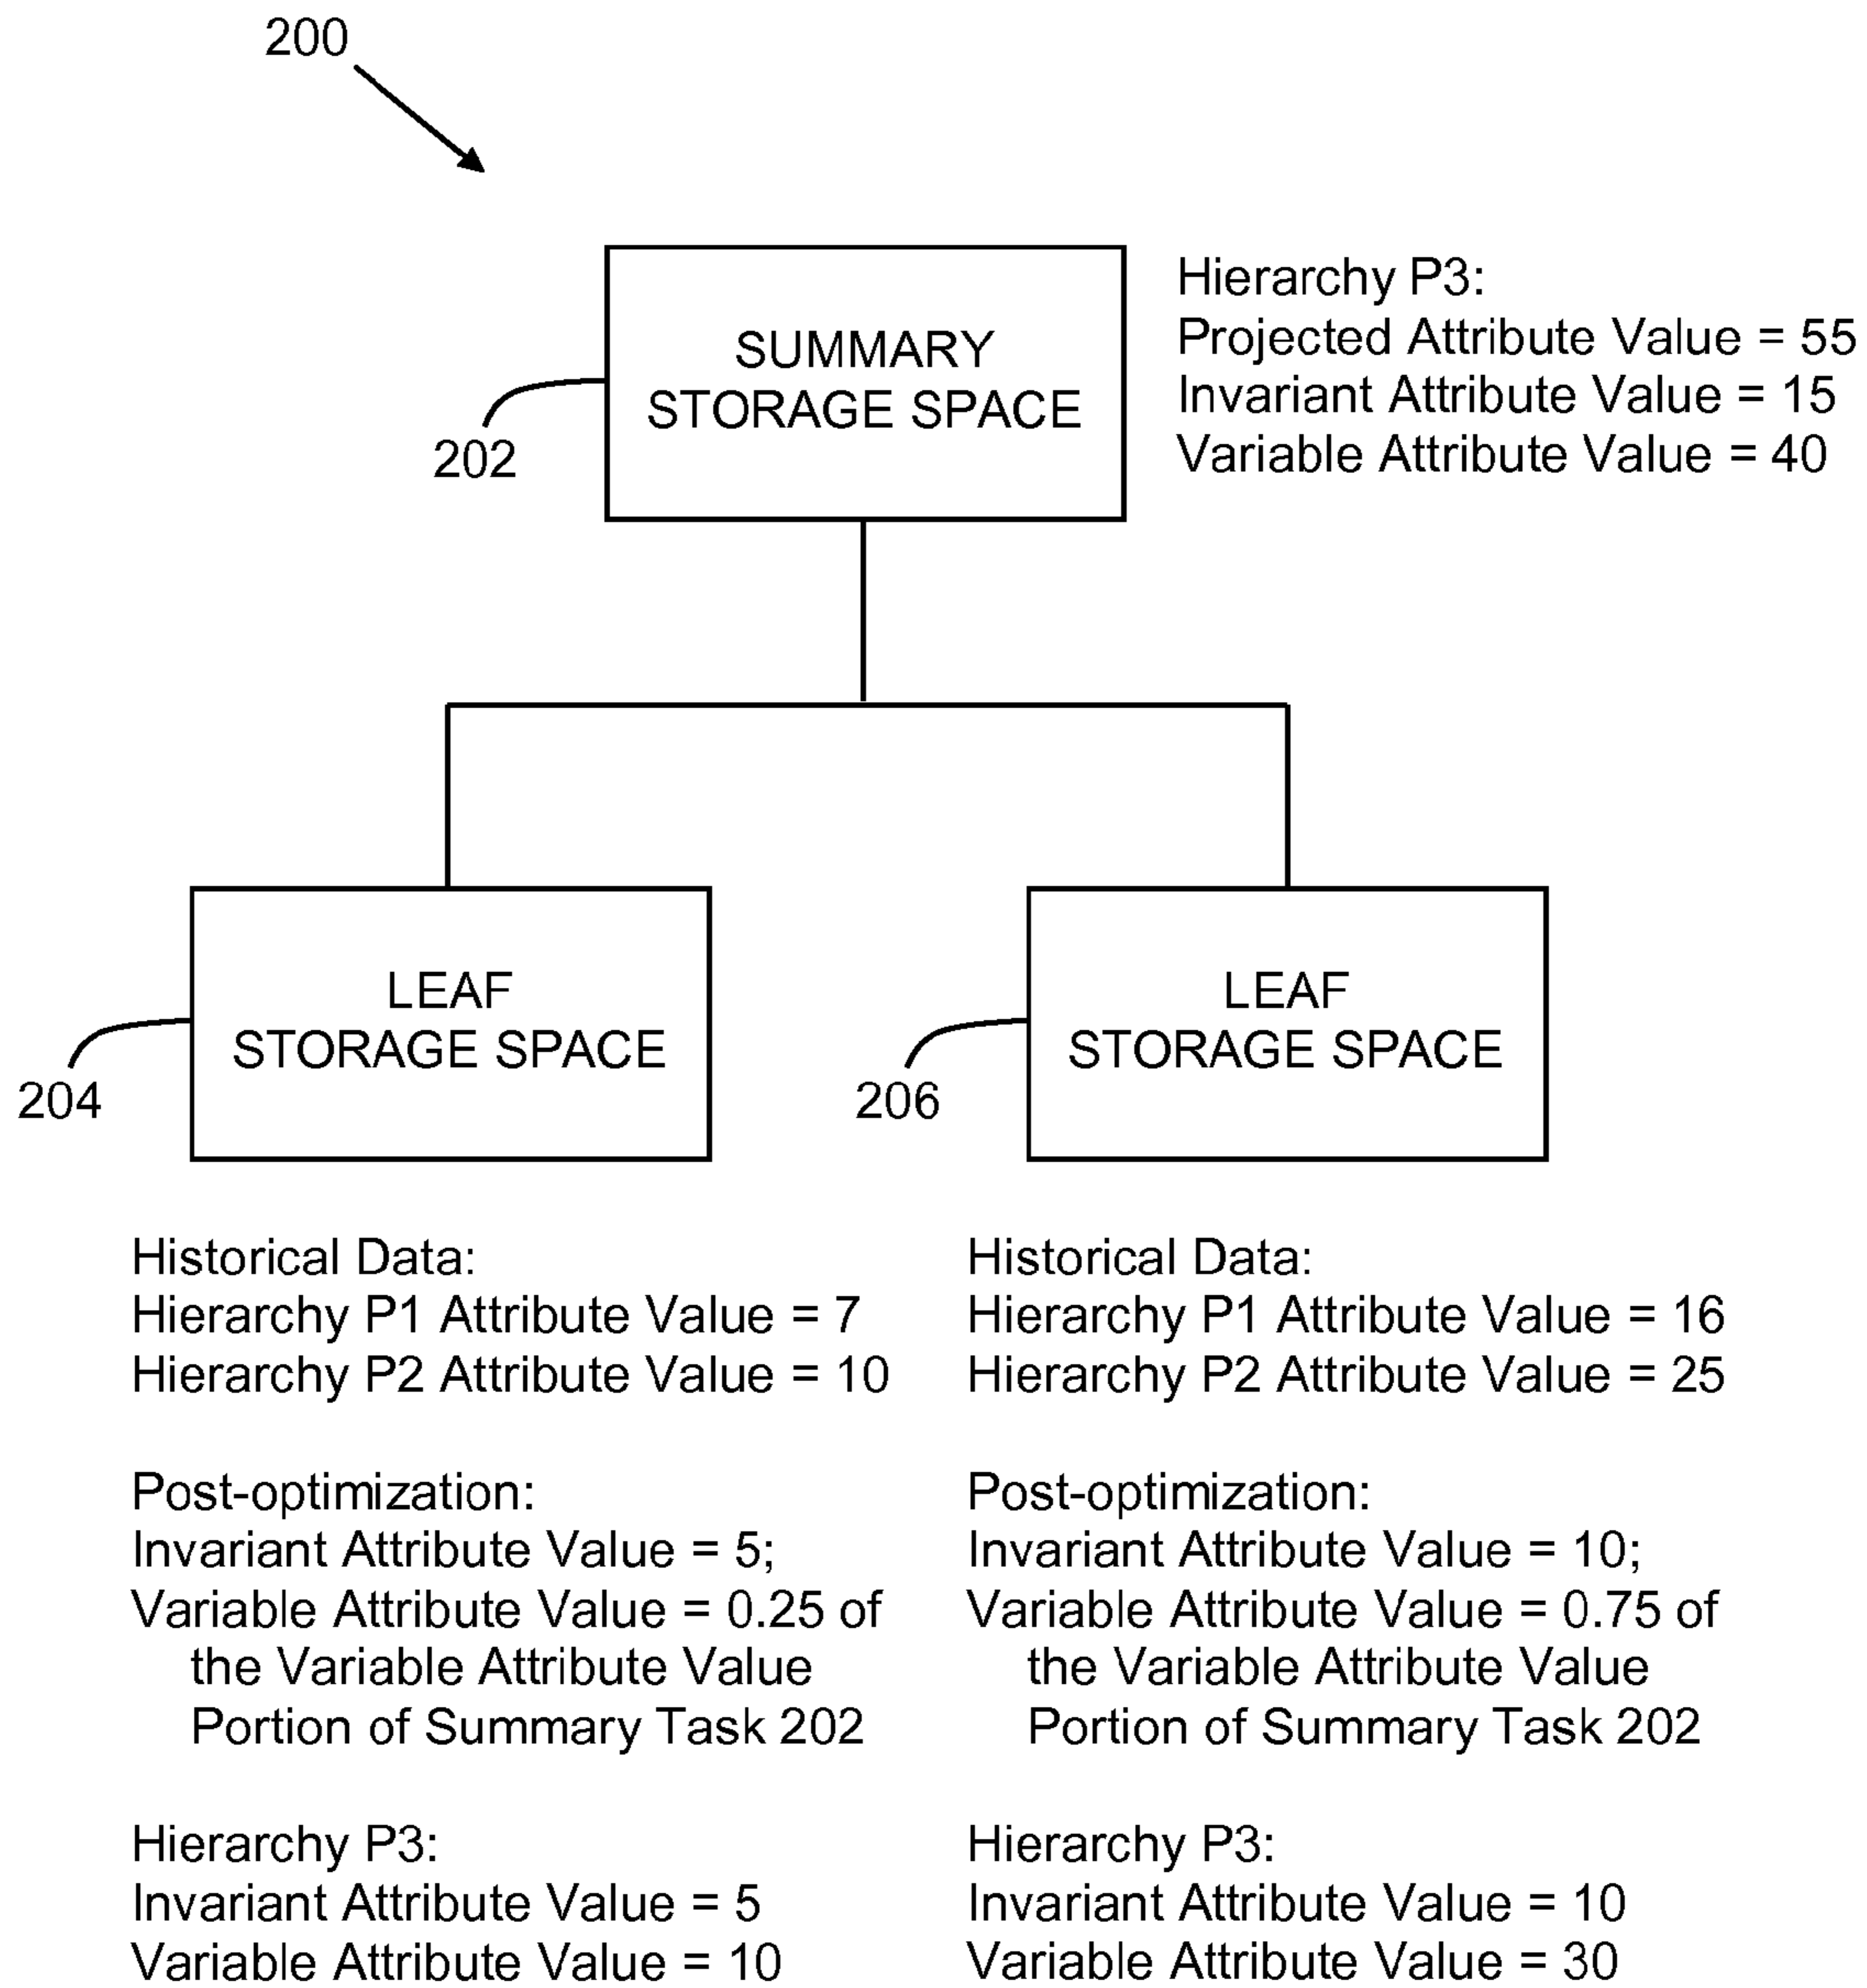 200
SUMMARY
STORAGE SPACE
202
Hierarchy P3:
Projected Attribute Value = 55
Invariant Attribute Value = 15
Variable Attribute Value = 40
LEAF
STORAGE SPACE
204
LEAF
STORAGE SPACE
206
Historical Data:
Hierarchy P1 Attribute Value = 7
Hierarchy P2 Attribute Value = 10
Post-optimization:
Invariant Attribute Value = 5;
Variable Attribute Value = 0.25 of
the Variable Attribute Value
Portion of Summary Task 202
Hierarchy P3:
Invariant Attribute Value = 5
Variable Attribute Value = 10
Historical Data:
Hierarchy P1 Attribute Value = 16
Hierarchy P2 Attribute Value = 25
Post-optimization:
Invariant Attribute Value = 10;
Variable Attribute Value = 0.75 of
the Variable Attribute Value
Portion of Summary Task 202
Hierarchy P3:
Invariant Attribute Value = 10
Variable Attribute Value = 30